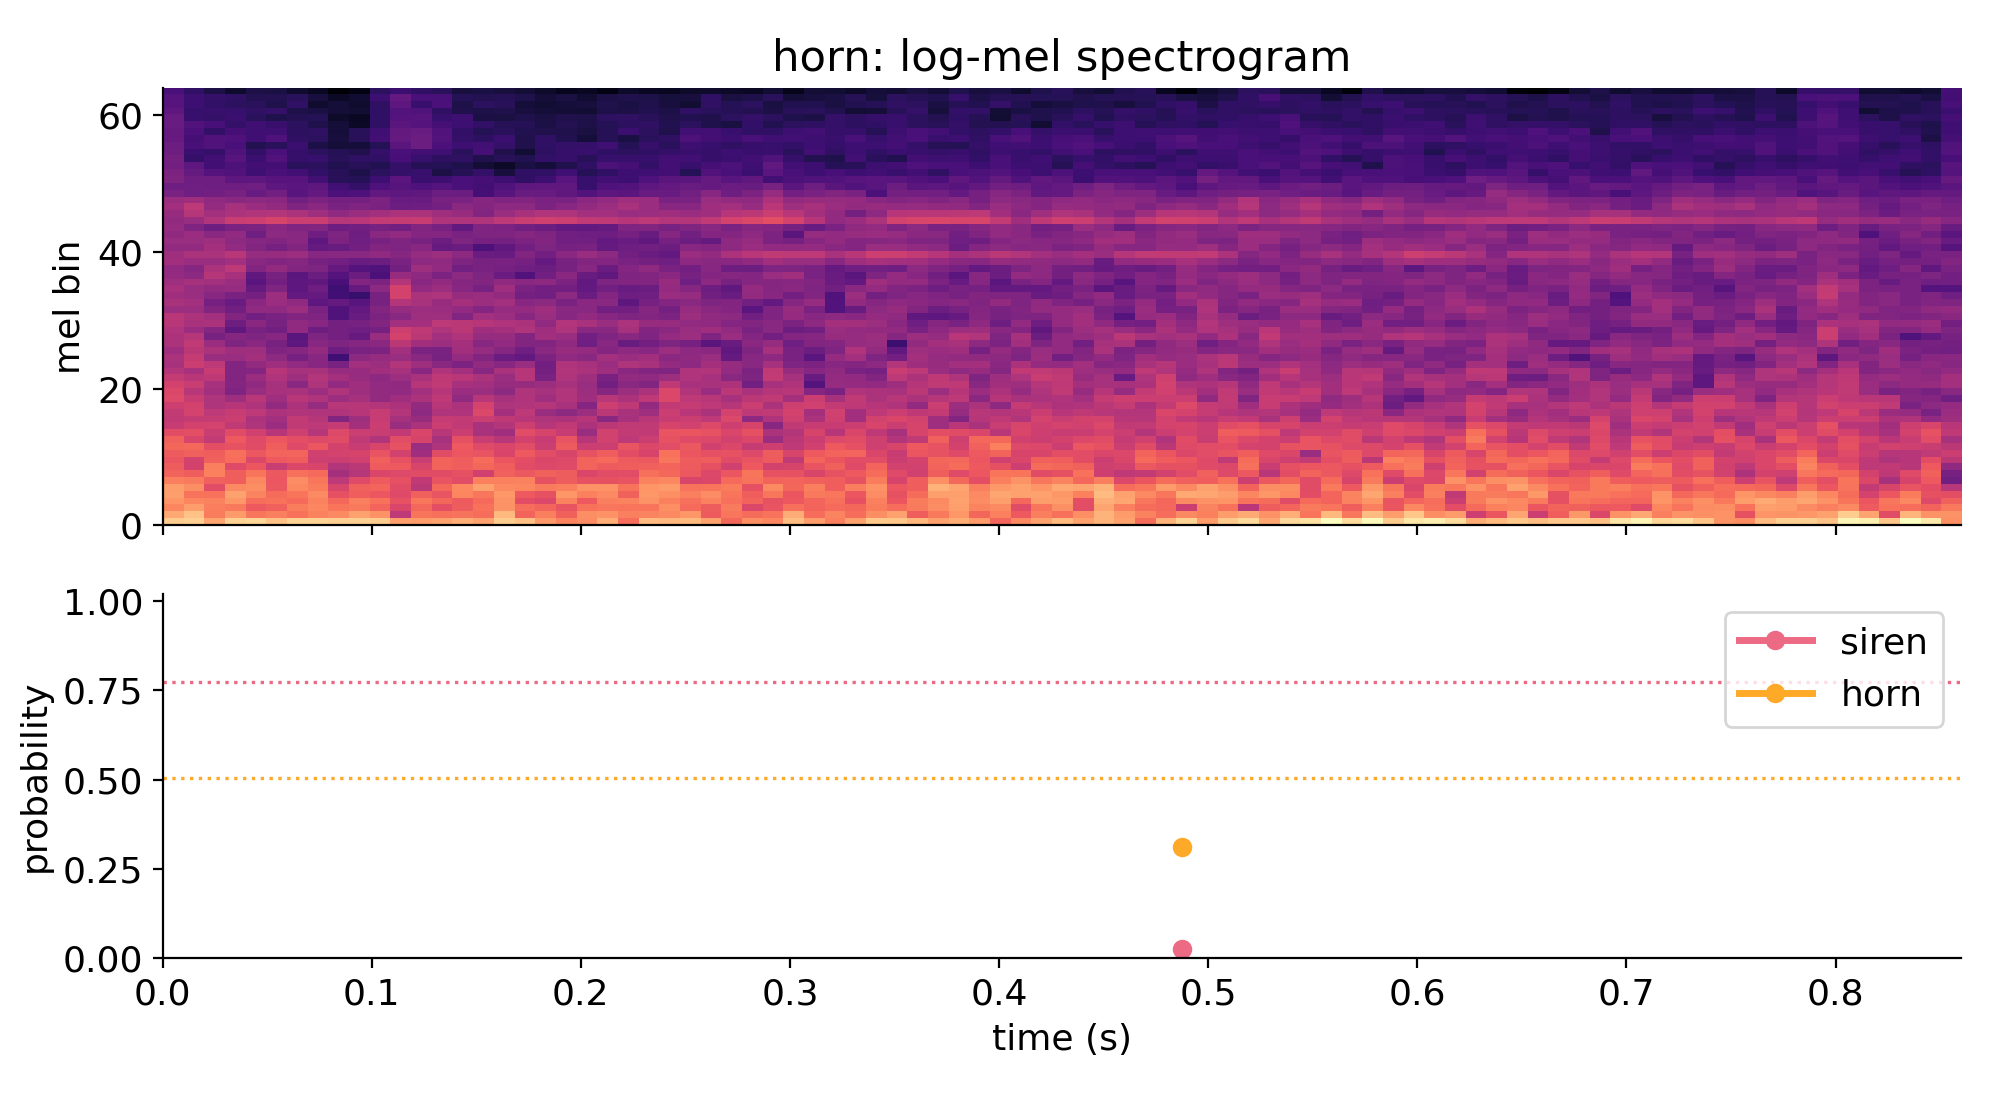 horn: log-mel spectrogram
60
40
20
0
mel bin
1.00
0.75
0.50
0.25
0.00
probability
siren
horn
0.0 0.1 0.2 0.3 0.4 0.5 0.6 0.7 0.8
time (s)